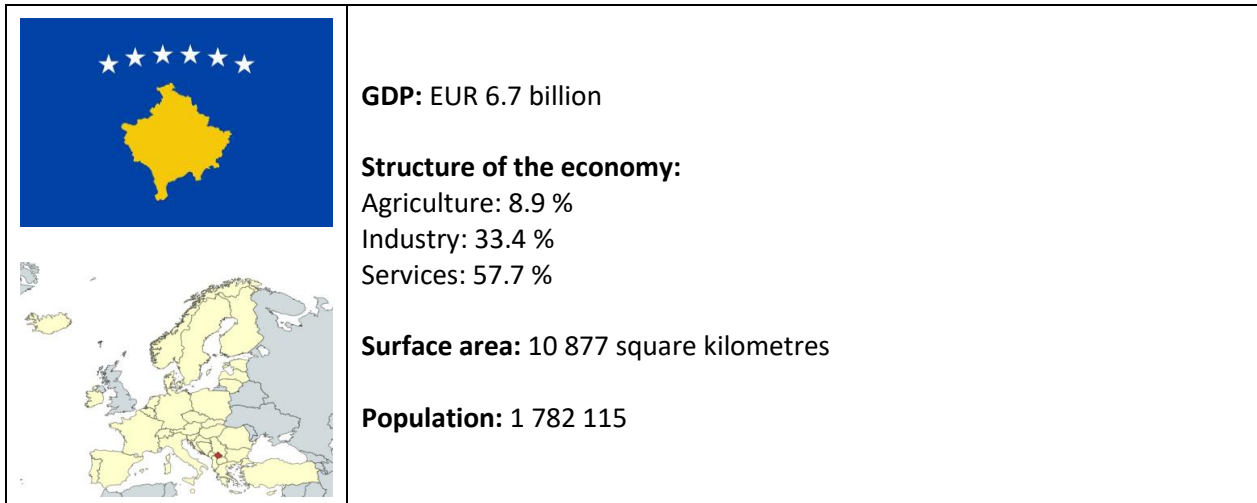 GDP: EUR 6.7 billion
Structure of the economy:
Agriculture: 8.9 %
Industry: 33.4 %
Services: 57.7 %
Surface area: 10 877 square kilometres
Population: 1 782 115